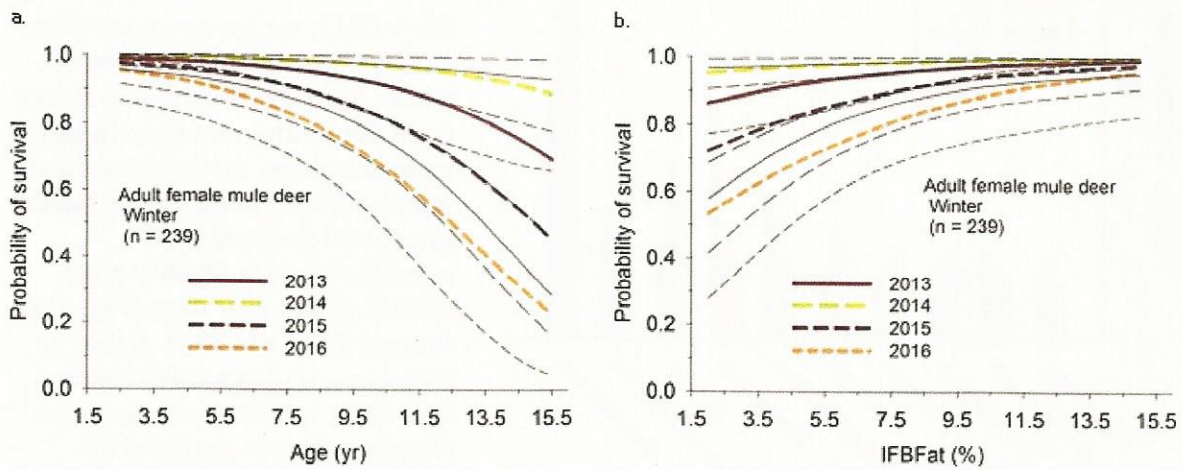 a.
Probability of survival
1.0
0.8
0.6
0.4
0.2
0.0
Adult female mule deer
Winter
(n = 239)
2013
2014
2015
2016
1.5 3.5 5.5 7.5 9.5 11.5 13.5 15.5
Age (yr)
b.
Probability of survival
1.0
0.8
0.6
0.4
0.2
0.0
Adult female mule deer
Winter
(n = 239)
2013
2014
2015
2016
1.5 3.5 5.5 7.5 9.5 11.5 13.5 15.5
IFBFat (%)